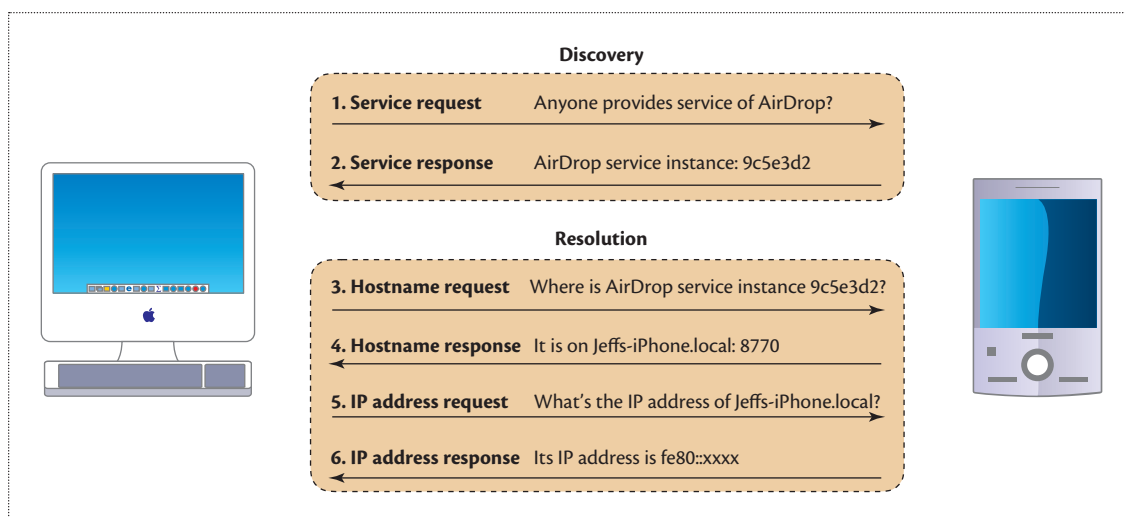 Discovery
1. Service request Anyone provides service of AirDrop?
2. Service response AirDrop service instance: 9c5e3d2
Resolution
3. Hostname request Where is AirDrop service instance 9c5e3d2?
4. Hostname response It is on Jeffs-iPhone.local: 8770
5. IP address request What’s the IP address of Jeffs-iPhone.local?
6. IP address response Its IP address is fe80::xxxx